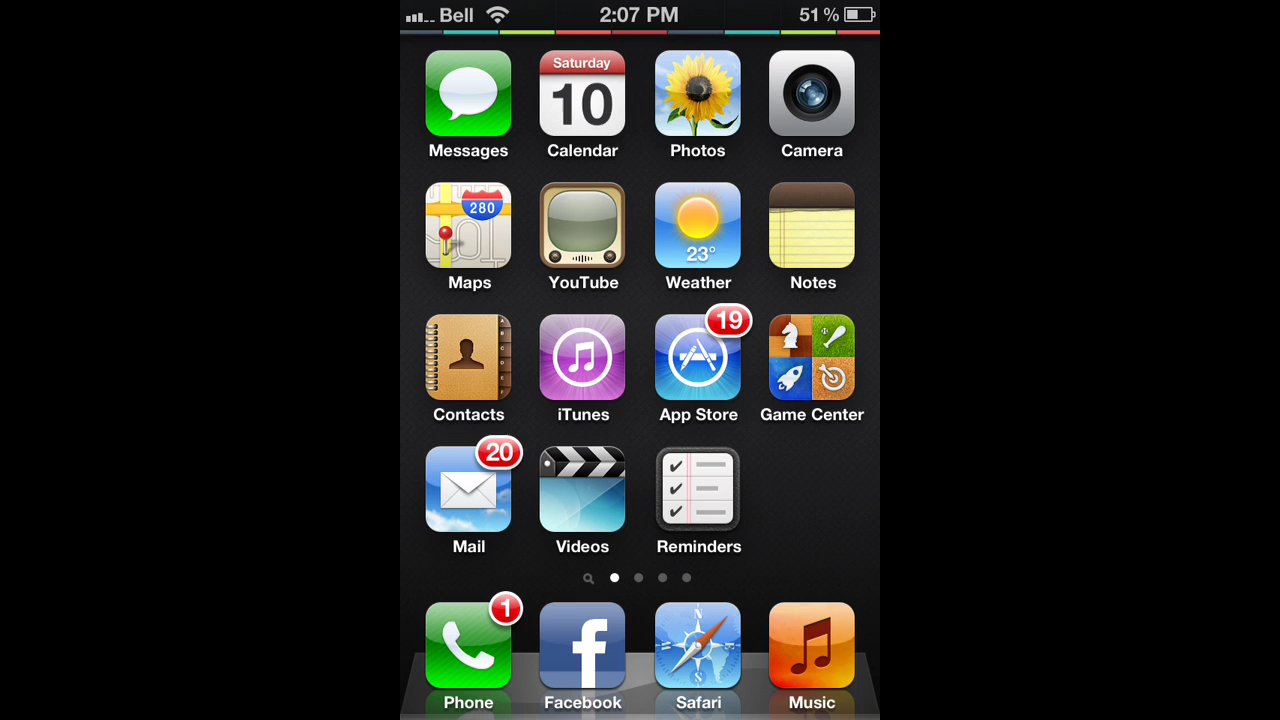 Bell 2:07 PM 51%
Saturday
10
Messages Calendar Photos Camera
280
23°
Maps YouTube Weather Notes
19
Contacts iTunes App Store Game Center
20
Mail Videos Reminders
1
N
S
Phone Facebook Safari Music